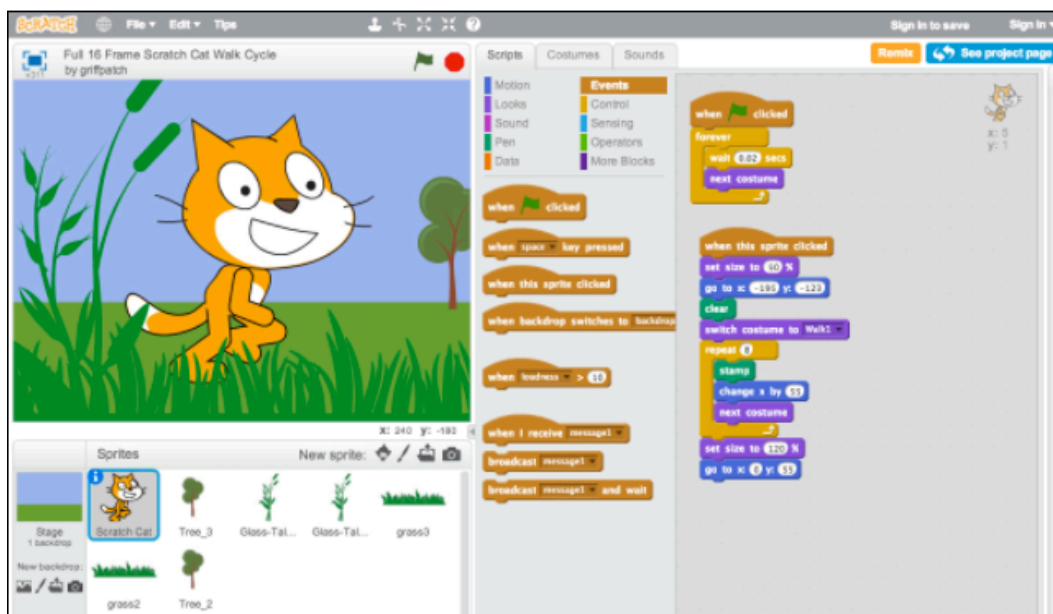 SCRATCH File Edit Tips Sign in to save Sign in
Full 16 Frame Scratch Cat Walk Cycle
by griffpatch
Scripts Costumes Sounds
Remix See project page
Motion Events
Looks Control
Sound Sensing
Pen Operators
Data More Blocks
when clicked
when space key pressed
when this sprite clicked
when backdrop switches to backdrop
when loudness > 10
when I receive message1
broadcast message1
broadcast message1 and wait
when clicked
forever
wait 0.02 secs
next costume
x: 5
y: 1
when this sprite clicked
set size to %
go to x: y:
clear
switch costume to Walk1
repeat
stamp
change x by 55
next costume
set size to 120 %
go to x: y: 55
x: 240 y:
Sprites New sprite:
Stage
1 backdrop
New backdrop:
Scratch Cat
Tree_3
Glass-Tal...
Glass-Tal...
grass3
grass2
Tree_2